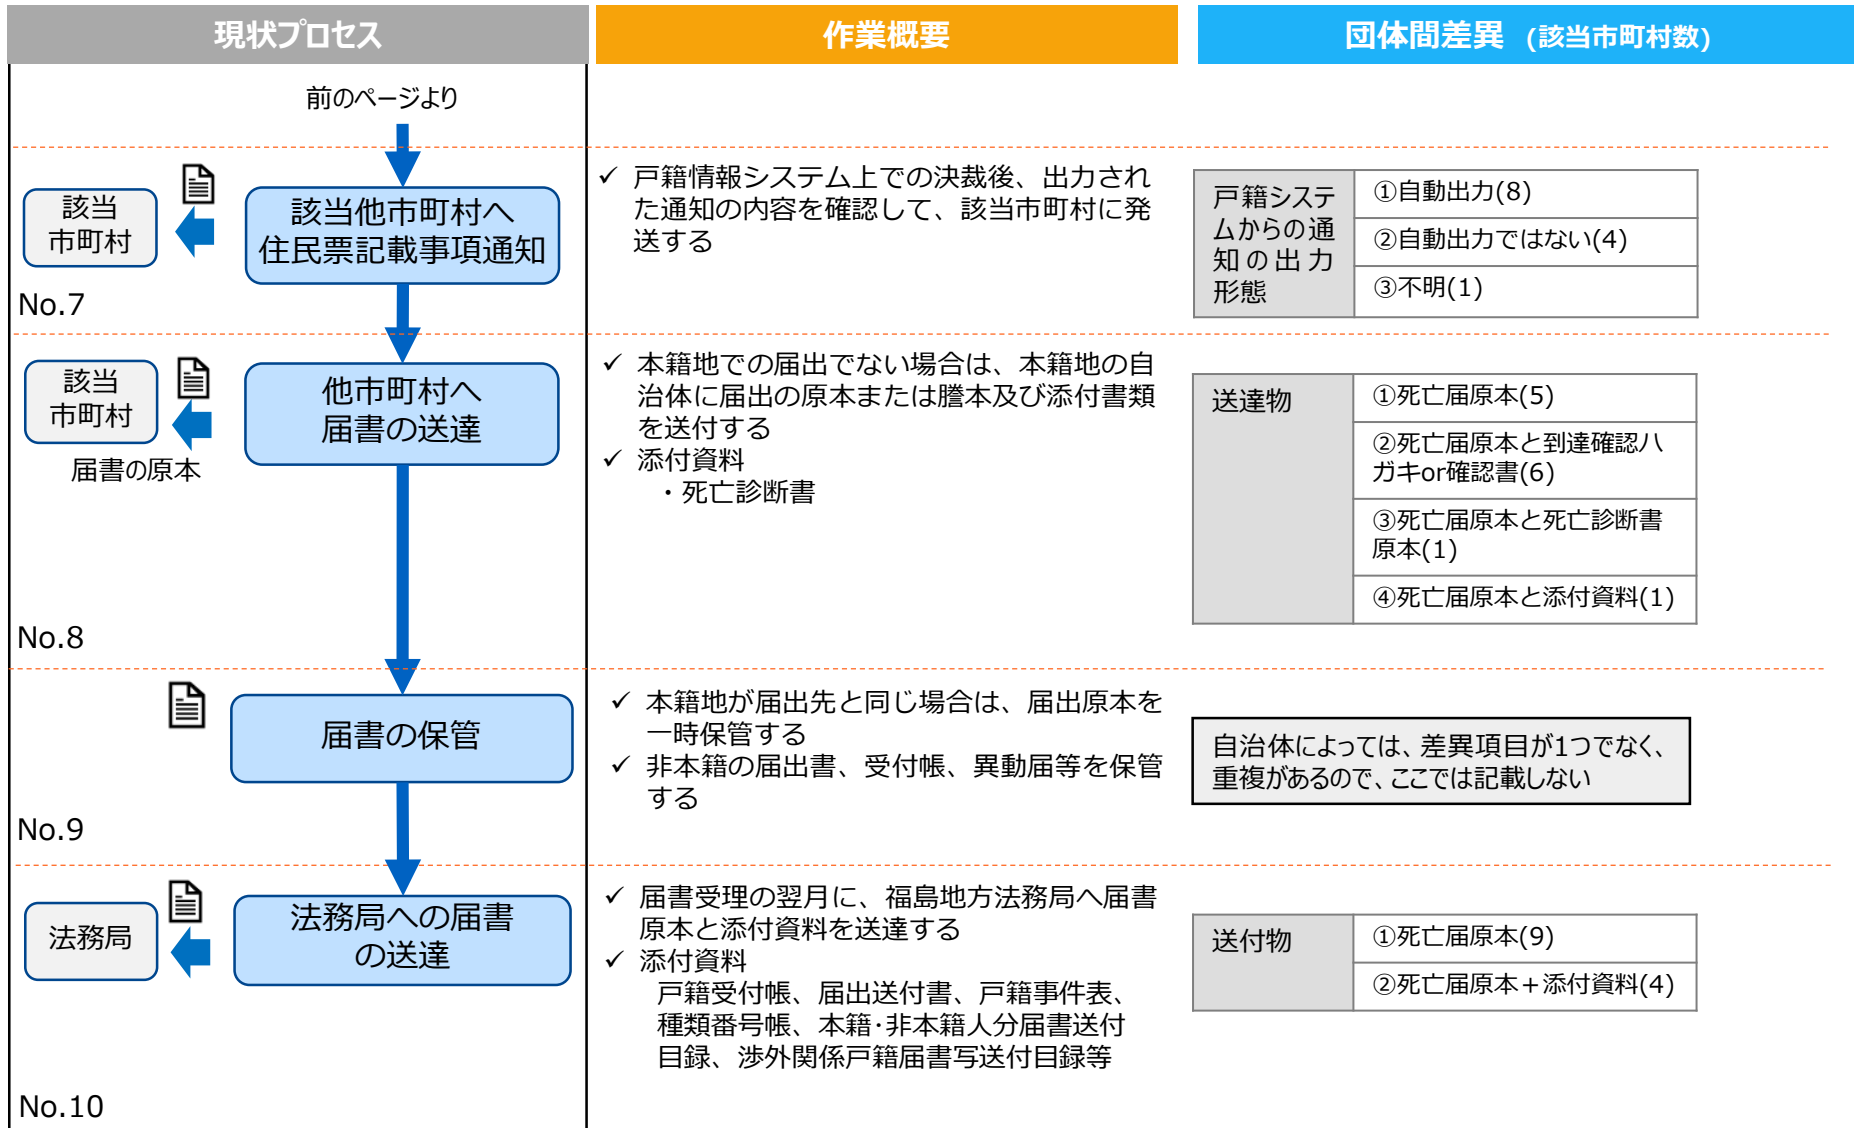 現状プロセス
作業概要
団体間差異 (該当市町村数)
前のページより
該当
市町村
該当他市町村へ
住民票記載事項通知
No.7
✓ 戸籍情報システム上での決裁後、出力され
た通知の内容を確認して、該当市町村に発
送する
戸籍システ
ムからの通
知の出力
形態
①自動出力(8)
②自動出力ではない(4)
③不明(1)
該当
市町村
届書の原本
他市町村へ
届書の送達
No.8
✓ 本籍地での届出でない場合は、本籍地の自
治体に届出の原本または謄本及び添付書類
を送付する
✓ 添付資料
・死亡診断書
送達物
①死亡届原本(5)
②死亡届原本と到達確認ハ
ガキor確認書(6)
③死亡届原本と死亡診断書
原本(1)
④死亡届原本と添付資料(1)
届書の保管
No.9
✓ 本籍地が届出先と同じ場合は、届出原本を
一時保管する
✓ 非本籍の届出書、受付帳、異動届等を保管
する
自治体によっては、差異項目が1つでなく、
重複があるので、ここでは記載しない
法務局
法務局への届書
の送達
No.10
✓ 届書受理の翌月に、福島地方法務局へ届書
原本と添付資料を送達する
✓ 添付資料
戸籍受付帳、届出送付書、戸籍事件表、
種類番号帳、本籍・非本籍人分届書送付
目録、渉外関係戸籍届書写送付目録等
送付物
①死亡届原本(9)
②死亡届原本＋添付資料(4)